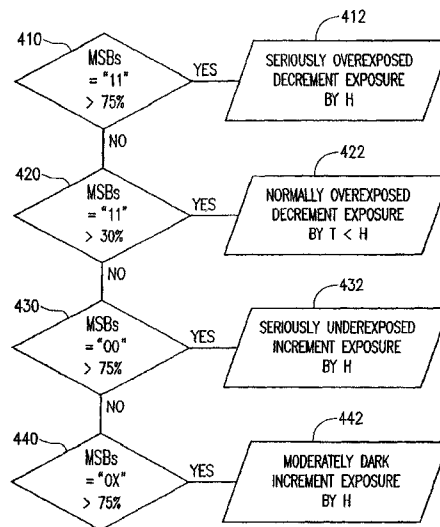 410
MSBs
= "11"
> 75%
YES
412
SERIOUSLY OVEREXPOSED
DECREMENT EXPOSURE
BY H
NO
420
MSBs
= "11"
> 30%
YES
422
NORMALLY OVEREXPOSED
DECREMENT EXPOSURE
BY T < H
NO
430
MSBs
= "00"
> 75%
YES
432
SERIOUSLY UNDEREXPOSED
INCREMENT EXPOSURE
BY H
NO
440
MSBs
= "0X"
> 75%
YES
442
MODERATELY DARK
INCREMENT EXPOSURE
BY H